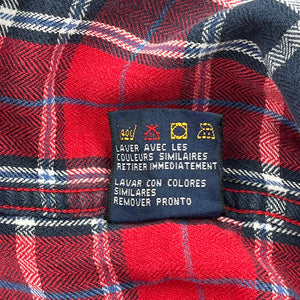 LAVER AVEC LES
COULEURS SIMILAIRES
RETIRER IMMEDIATEMENT
LAVAR CON COLORES
SIMILARES
REMOVER PRONTO